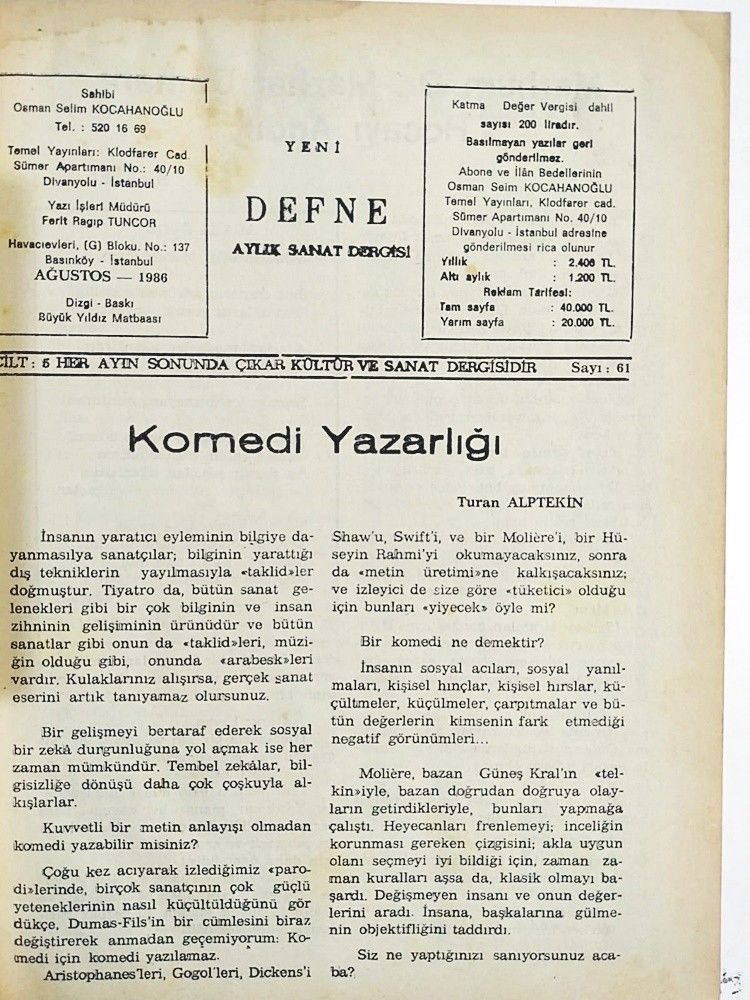 Sahibi
Osman Selim KOCAHANOĞLU
Tel. : 520 16 69
Temel Yayınları: Klodfarer Cad.
Sümer Apartımanı No.: 40/10
Divanyolu - İstanbul
Yazı İşleri Müdürü
Ferit Ragıp TUNCOR
Havacıevleri, (G) Bloku. No.: 137
Basınköy - İstanbul
AĞUSTOS — 1986
Dizgi - Baskı
Büyük Yıldız Matbaası
YENİ
DEFNE
AYLIK SANAT DERGİSİ
Katma Değer Vergisi dahil
sayısı 200 liradır.
Basılmayan yazılar geri
gönderilmez.
Abone ve İlân Bedellerinin
Osman Seim KOCAHANOĞLU
Temel Yayınları, Klodfarer cad.
Sümer Apartımanı No. 40/10
Divanyolu - İstanbul adresine
gönderilmesi rica olunur
Yıllık : 2.400 TL.
Altı aylık : 1.200 TL.
Reklam Tarifesi:
Tam sayfa : 40.000 TL.
Yarım sayfa : 20.000 TL.
CİLT : 5 HER AYIN SONUNDA ÇIKAR KÜLTÜR VE SANAT DERGİSİDİR Sayı : 61
Komedi Yazarlığı
Turan ALPTEKİN
İnsanın yaratıcı eyleminin bilgiye da-
yanmasılya sanatçılar; bilginin yarattığı
dış tekniklerin yayılmasıyla «taklid»ler
doğmuştur. Tiyatro da, bütün sanat ge-
lenekleri gibi bir çok bilginin ve insan
zihninin gelişiminin ürünüdür ve bütün
sanatlar gibi onun da «taklid»leri, müzi-
ğin olduğu gibi, onunda «arabesk»leri
vardır. Kulaklarınız alışırsa, gerçek sanat
eserini artık tanıyamaz olursunuz.
Bir gelişmeyi bertaraf ederek sosyal
bir zekâ durgunluğuna yol açmak ise her
zaman mümkündür. Tembel zekâlar, bil-
gisizliğe dönüşü daha çok çoşkuyla al-
kışlarlar.
Kuvvetli bir metin anlayışı olmadan
komedi yazabilir misiniz?
Çoğu kez acıyarak izlediğimiz «paro-
di»lerinde, birçok sanatçının çok güçlü
yeteneklerinin nasıl küçültüldüğünü gör
dükçe, Dumas-Fils'in bir cümlesini biraz
değiştirerek anmadan geçemiyorum: Ko-
medi için komedi yazılamaz.
Aristophanes'leri, Gogol'leri, Dickens'i
Shaw'u, Swift'i, ve bir Molière'i, bir Hü-
seyin Rahmi'yi okumayacaksınız, sonra
da «metin üretimi»ne kalkışacaksınız;
ve izleyici de size göre «tüketici» olduğu
için bunları «yiyecek» öyle mi?
Bir komedi ne demektir?
İnsanın sosyal acıları, sosyal yanıl-
maları, kişisel hınçlar, kişisel hırslar, kü-
çültmeler, küçülmeler, çarpıtmalar ve bü-
tün değerlerin kimsenin fark etmediği
negatif görünümleri...
Molière, bazan Güneş Kral'ın «tel-
kin»iyle, bazan doğrudan doğruya olay-
ların getirdikleriyle, bunları yapmağa
çalıştı. Heyecanları frenlemeyi; inceliğin
korunması gereken çizgisini; akla uygun
olanı seçmeyi iyi bildiği için, zaman za-
man kuralları aşsa da, klasik olmayı ba-
şardı. Değişmeyen insanı ve onun değer-
lerini aradı. İnsana, başkalarına gülme-
nin objektifliğini taddırdı.
Siz ne yaptığınızı sanıyorsunuz aca-
ba?